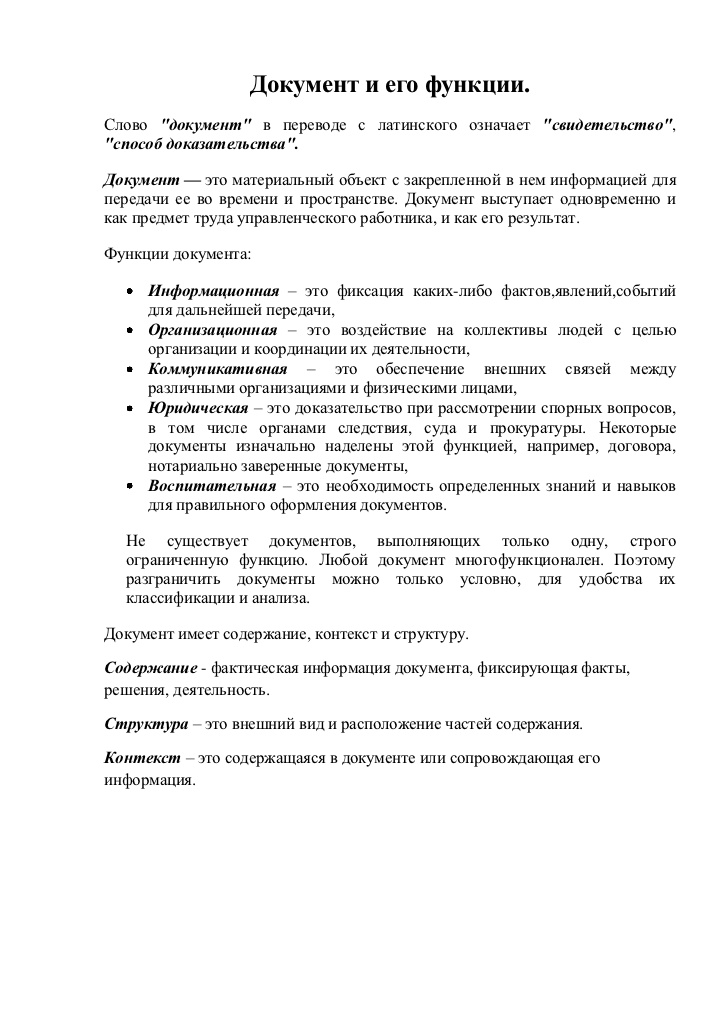 Документ и его функции.
Слово "документ" в переводе с латинского означает "свидетельство",
"способ доказательства".
Документ — это материальный объект с закрепленной в нем информацией для
передачи ее во времени и пространстве. Документ выступает одновременно и
как предмет труда управленческого работника, и как его результат.
Функции документа:
• Информационная – это фиксация каких-либо фактов,явлений,событий
для дальнейшей передачи,
• Организационная – это воздействие на коллективы людей с целью
организации и координации их деятельности,
• Коммуникативная – это обеспечение внешних связей между
различными организациями и физическими лицами,
• Юридическая – это доказательство при рассмотрении спорных вопросов,
в том числе органами следствия, суда и прокуратуры. Некоторые
документы изначально наделены этой функцией, например, договора,
нотариально заверенные документы,
• Воспитательная – это необходимость определенных знаний и навыков
для правильного оформления документов.
Не существует документов, выполняющих только одну, строго
ограниченную функцию. Любой документ многофункционален. Поэтому
разграничить документы можно только условно, для удобства их
классификации и анализа.
Документ имеет содержание, контекст и структуру.
Содержание - фактическая информация документа, фиксирующая факты,
решения, деятельность.
Структура – это внешний вид и расположение частей содержания.
Контекст – это содержащаяся в документе или сопровождающая его
информация.